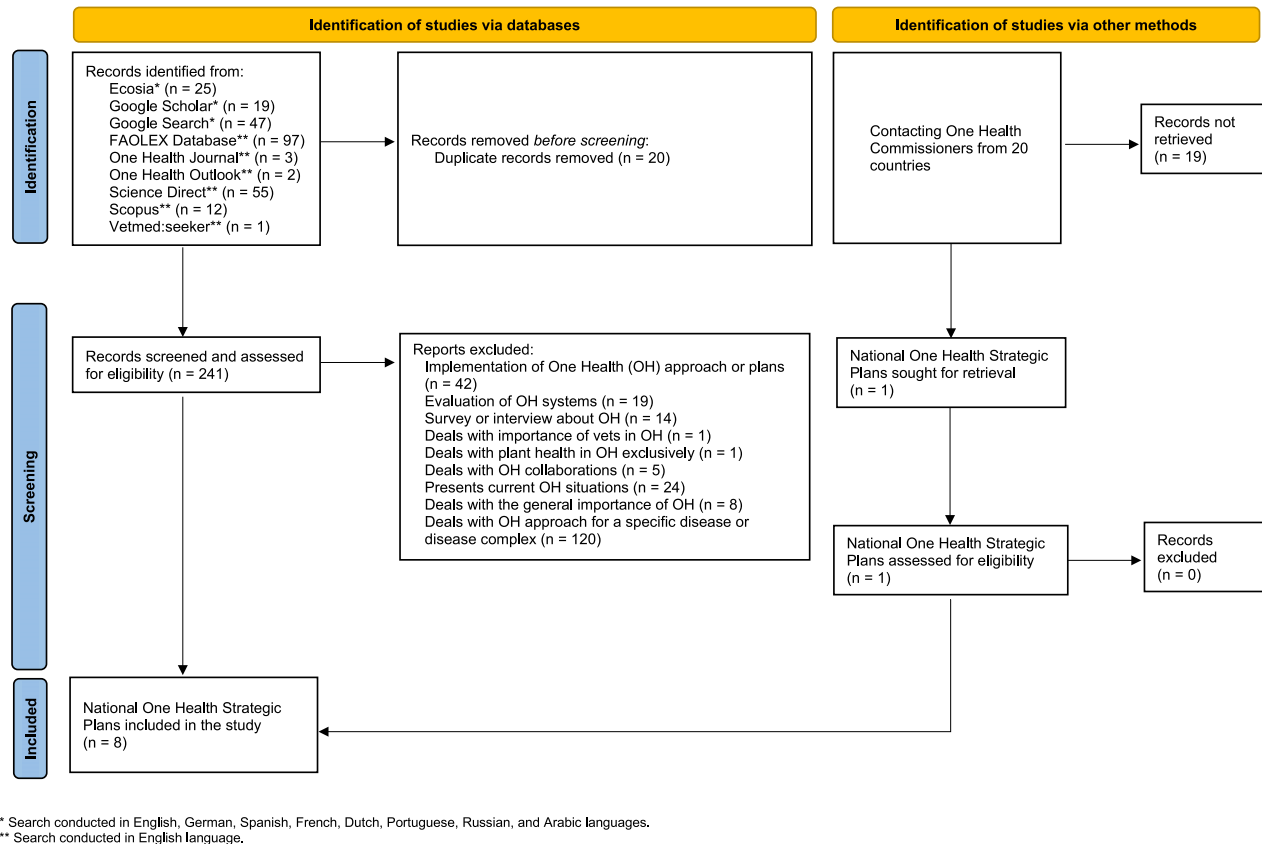 Identification of studies via databases
Identification of studies via other methods
Identification
Records identified from:
Ecosia* (n = 25)
Google Scholar* (n = 19)
Google Search* (n = 47)
FAOLEX Database** (n = 97)
One Health Journal** (n = 3)
One Health Outlook** (n = 2)
Science Direct** (n = 55)
Scopus** (n = 12)
Vetmed:seeker** (n = 1)
Records removed before screening:
Duplicate records removed (n = 20)
Contacting One Health
Commissioners from 20
countries
Records not
retrieved
(n = 19)
Screening
Records screened and assessed
for eligibility (n = 241)
Reports excluded:
Implementation of One Health (OH) approach or plans
(n = 42)
Evaluation of OH systems (n = 19)
Survey or interview about OH (n = 14)
Deals with importance of vets in OH (n = 1)
Deals with plant health in OH exclusively (n = 1)
Deals with OH collaborations (n = 5)
Presents current OH situations (n = 24)
Deals with the general importance of OH (n = 8)
Deals with OH approach for a specific disease or
disease complex (n = 120)
National One Health Strategic
Plans sought for retrieval
(n = 1)
National One Health Strategic
Plans assessed for eligibility
(n = 1)
Records
excluded
(n = 0)
Included
National One Health Strategic
Plans included in the study
(n = 8)
* Search conducted in English, German, Spanish, French, Dutch, Portuguese, Russian, and Arabic languages.
** Search conducted in English language.